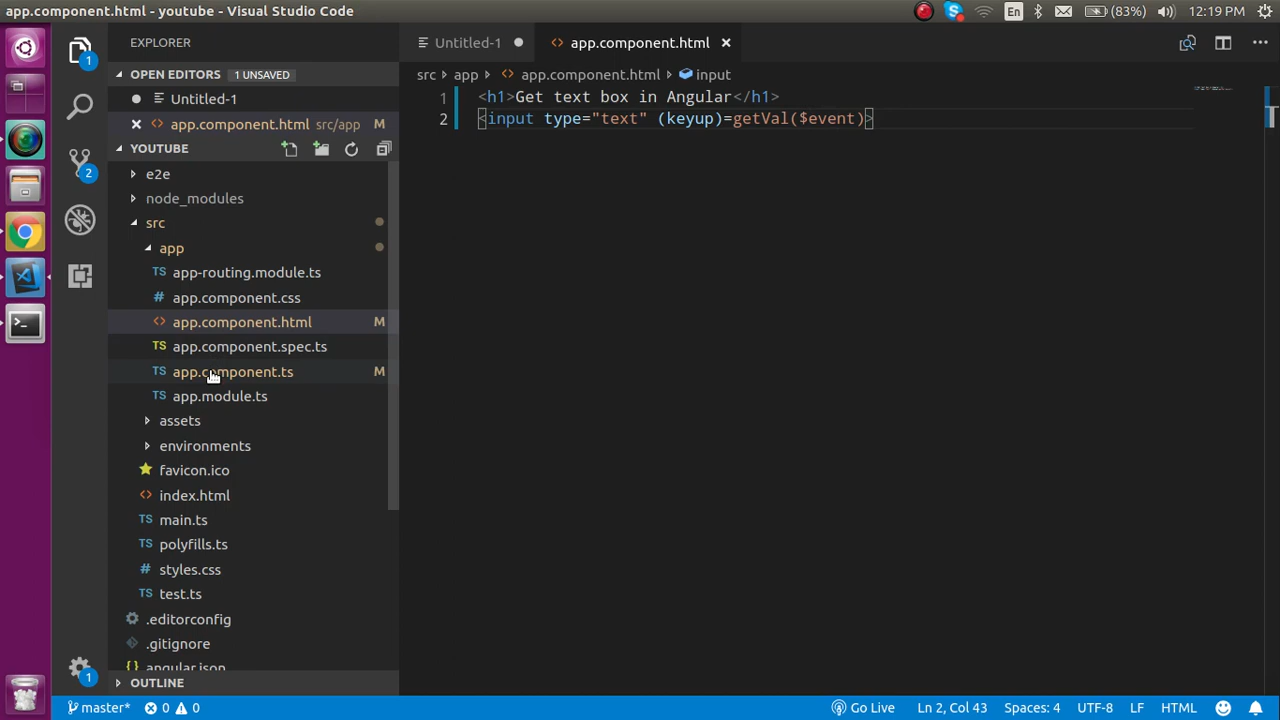 app.component.html - youtube - Visual Studio Code
En
(83%)
12:19 PM
EXPLORER
Untitled-1
app.component.html
OPEN EDITORS 1 UNSAVED
src app app.component.html input
Untitled-1
1 <h1>Get text box in Angular</h1>
app.component.html src/app M
2 <input type="text" (keyup)=getVal($event)>
YOUTUBE
1
e2e
2
node_modules
src
app
app-routing.module.ts
app.component.css
app.component.html M
app.component.spec.ts
app.component.ts M
app.module.ts
assets
environments
favicon.ico
index.html
main.ts
polyfills.ts
styles.css
test.ts
.editorconfig
.gitignore
angular.json
1
OUTLINE
master* 0 0 Go Live Ln 2, Col 43 Spaces: 4 UTF-8 LF HTML